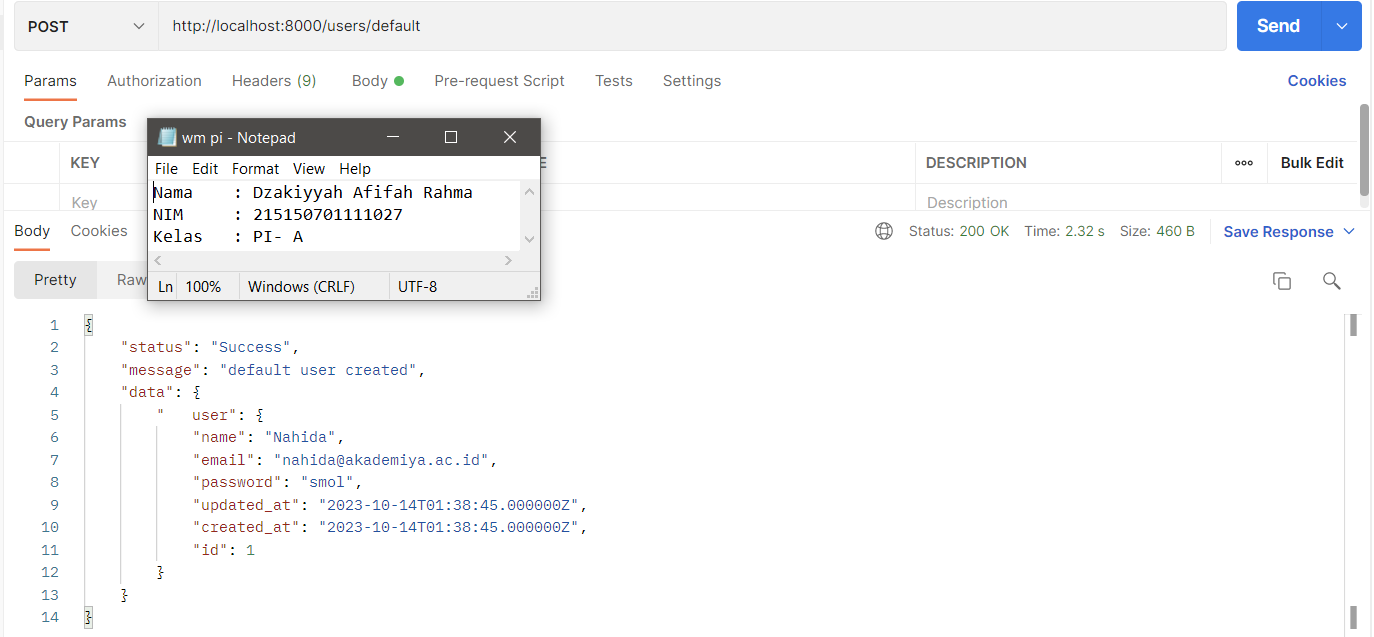 POST http://localhost:8000/users/default Send
Params Authorization Headers (9) Body Pre-request Script Tests Settings Cookies
Query Params
KEY DESCRIPTION ooo Bulk Edit
Key Description
wm pi - Notepad
File Edit Format View Help
Nama : Dzakiyyah Afifah Rahma
NIM : 215150701111027
Kelas : PI- A
Ln 100% Windows (CRLF) UTF-8
Body Cookies Status: 200 OK Time: 2.32 s Size: 460 B Save Response
Pretty Raw
1 {
2 "status": "Success",
3 "message": "default user created",
4 "data": {
5 "   user": {
6 "name": "Nahida",
7 "email": "nahida@akademiya.ac.id",
8 "password": "smol",
9 "updated_at": "2023-10-14T01:38:45.000000Z",
10 "created_at": "2023-10-14T01:38:45.000000Z",
11 "id": 1
12 }
13 }
14 }